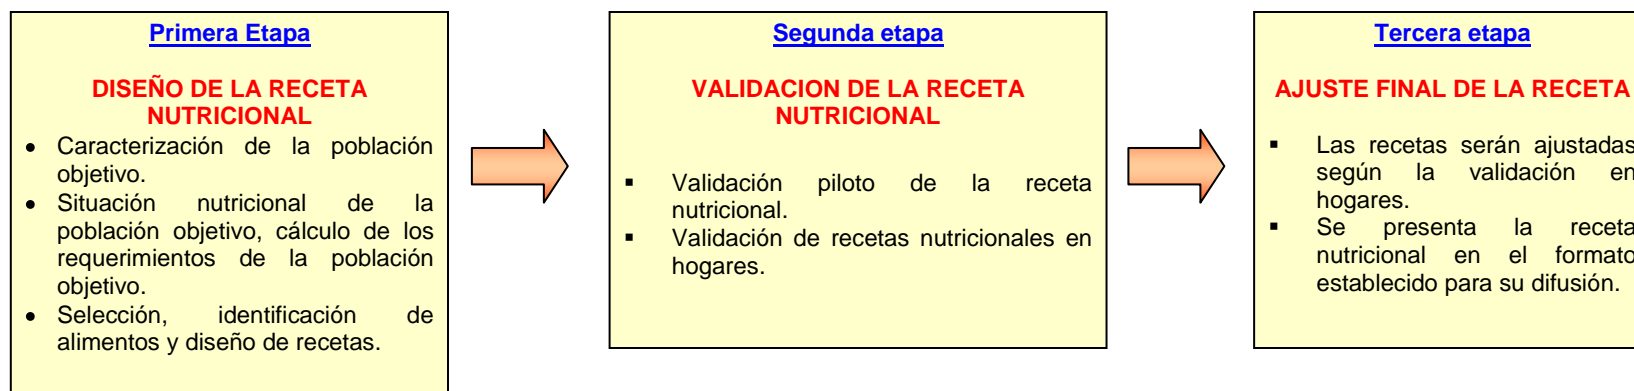 Primera Etapa
DISEÑO DE LA RECETA
NUTRICIONAL
• Caracterización de la población
objetivo.
• Situación nutricional de la
población objetivo, cálculo de los
requerimientos de la población
objetivo.
• Selección, identificación de
alimentos y diseño de recetas.
Segunda etapa
VALIDACION DE LA RECETA
NUTRICIONAL
▪ Validación piloto de la receta
nutricional.
▪ Validación de recetas nutricionales en
hogares.
Tercera etapa
AJUSTE FINAL DE LA RECETA
▪ Las recetas serán ajustadas
según la validación en
hogares.
▪ Se presenta la receta
nutricional en el formato
establecido para su difusión.